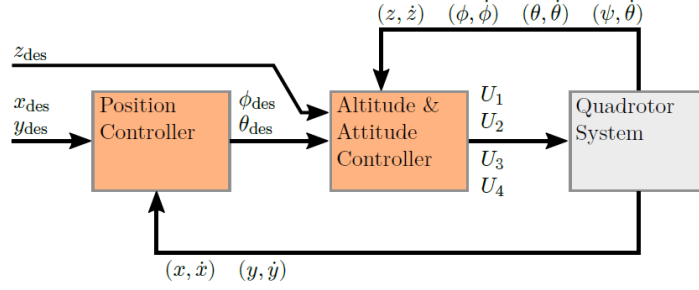 (z, ż) (ϕ, ϕ̇) (θ, θ̇) (ψ, θ̇)
z_des
x_des
y_des
Position
Controller
ϕ_des
θ_des
Altitude &
Attitude
Controller
U_1
U_2
U_3
U_4
Quadrotor
System
(x, ẋ) (y, ẏ)